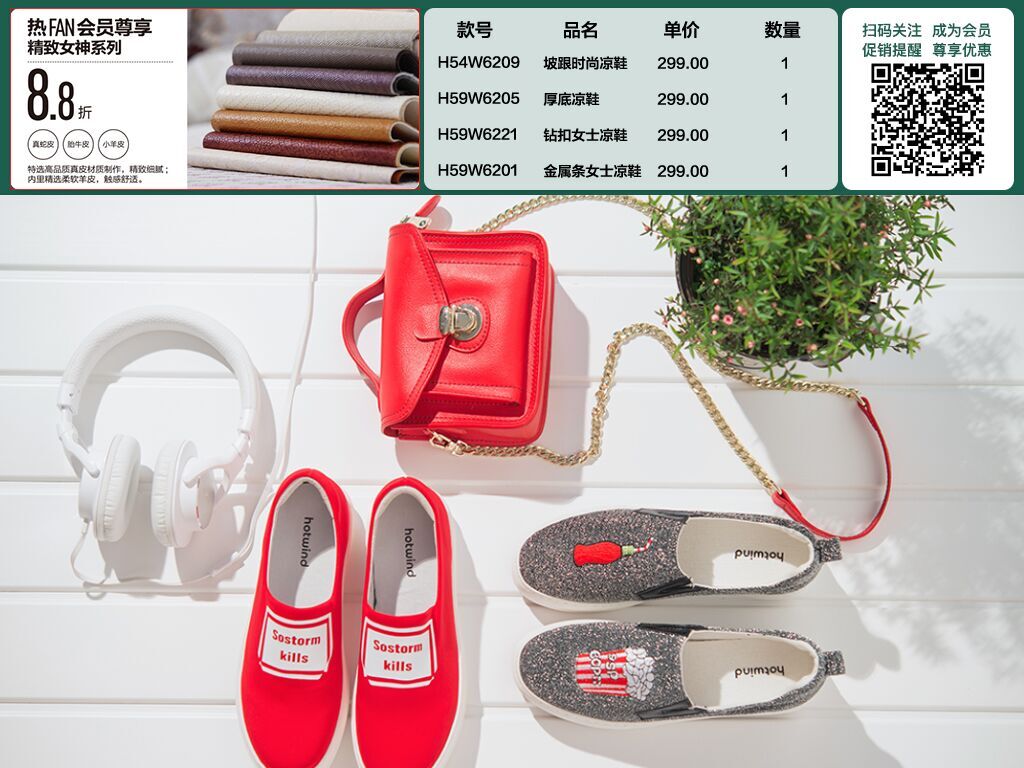 热FAN会员尊享
精致女神系列
8.8折
真蛇皮 胎牛皮 小羊皮
特选高品质真皮材质制作，精致细腻；
内里精选柔软羊皮，触感舒适。
款号 品名 单价 数量
H54W6209 坡跟时尚凉鞋 299.00 1
H59W6205 厚底凉鞋 299.00 1
H59W6221 钻扣女士凉鞋 299.00 1
H59W6201 金属条女士凉鞋 299.00 1
扫码关注 成为会员
促销提醒 尊享优惠
hotwind
hotwind
Sostorm
kills
Sostorm
kills
hotwind
hotwind